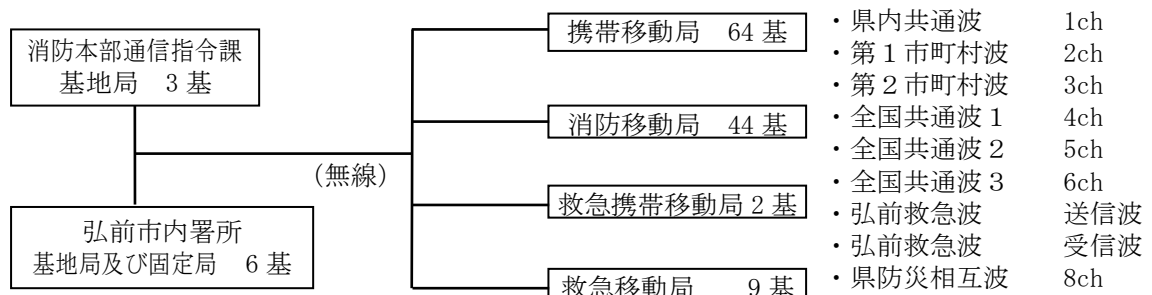 消防本部通信指令課
基地局 3基
弘前市内署所
基地局及び固定局 6基
(無線)
携帯移動局 64基
消防移動局 44基
救急携帯移動局2基
救急移動局 9基
・県内共通波 1ch
・第1市町村波 2ch
・第2市町村波 3ch
・全国共通波1 4ch
・全国共通波2 5ch
・全国共通波3 6ch
・弘前救急波 送信波
・弘前救急波 受信波
・県防災相互波 8ch